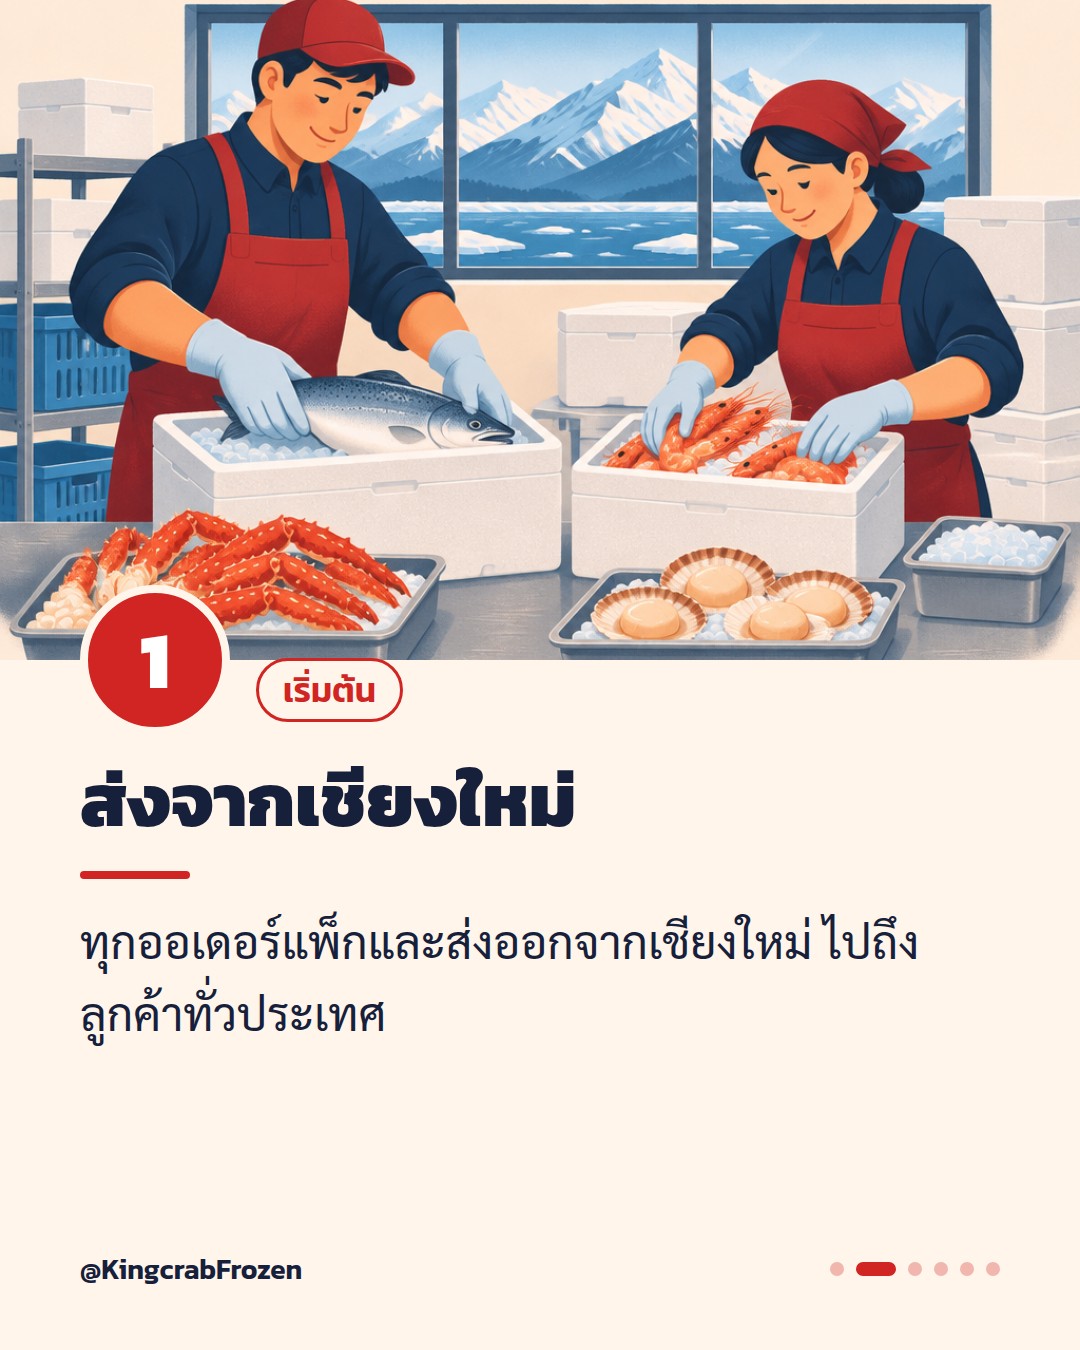 1
เริ่มต้น
ส่งจากเชียงใหม่
ทุกออเดอร์แพ็กและส่งออกจากเชียงใหม่ ไปถึง
ลูกค้าทั่วประเทศ
@KingcrabFrozen